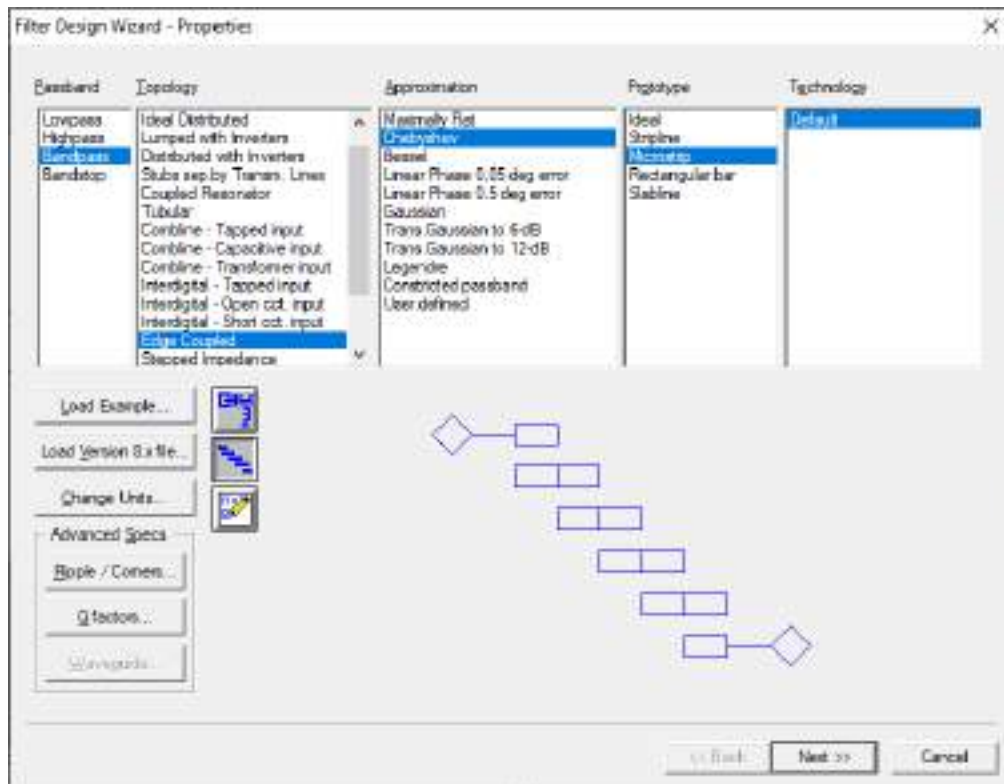 Filter Design Wizard - Properties
Passband
Topology
Approximation
Prototype
Technology
Lowpass
Highpass
Bandpass
Bandstop
Ideal Distributed
Lumped with Inverters
Distributed with Inverters
Stubs sep.by Transm. Lines
Coupled Resonator
Tubular
Combline - Tapped input
Combline - Capacitive input
Combline - Transformer input
Interdigital - Tapped input
Interdigital - Open cct. input
Interdigital - Short cct. input
Edge Coupled
Stepped Impedance
Maximally Flat
Chebyshev
Bessel
Linear Phase 0.05 deg error
Linear Phase 0.5 deg error
Gaussian
Trans.Gaussian to 6-dB
Trans.Gaussian to 12-dB
Legendre
Constricted passband
User defined
Ideal
Stripline
Microstrip
Rectangular bar
Slabline
Default
Load Example...
Load Version 8.x file...
Change Units...
Advanced Specs
Ripple / Corners...
Q factors...
Waveguide...
<< Back
Next >>
Cancel